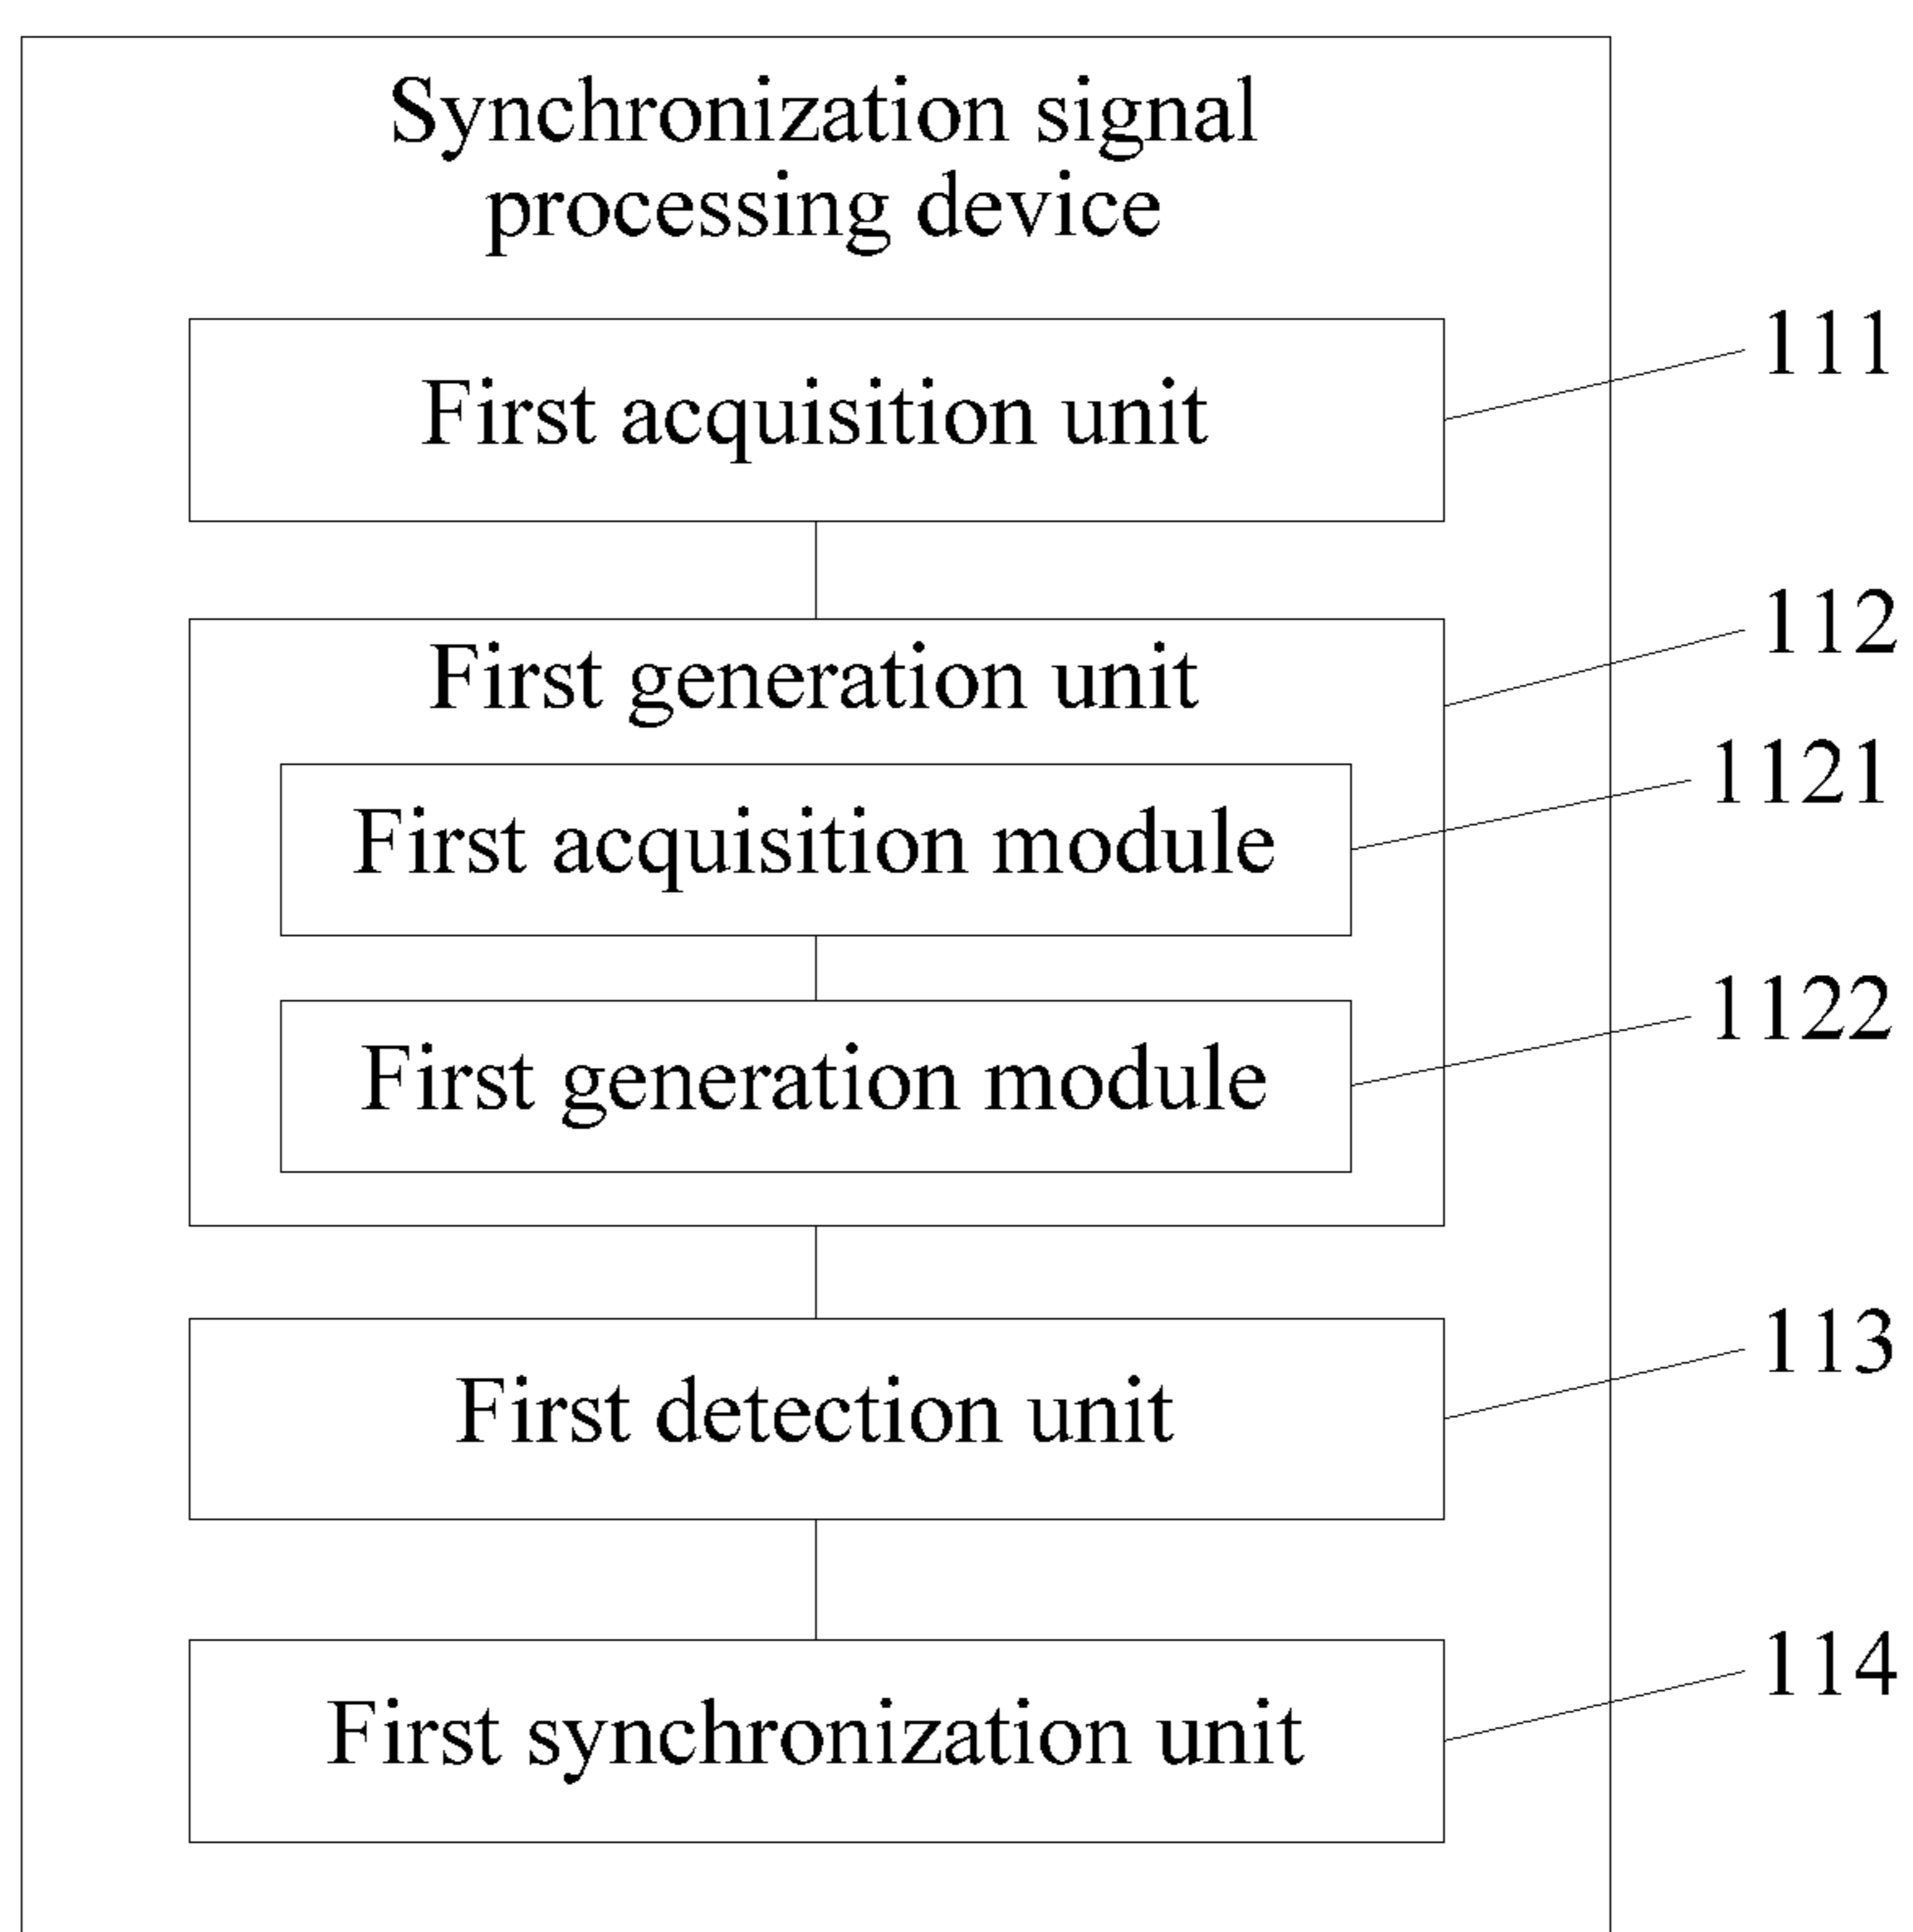 Synchronization signal
processing device
First acquisition unit
111
First generation unit
112
First acquisition module
1121
First generation module
1122
First detection unit
113
First synchronization unit
114